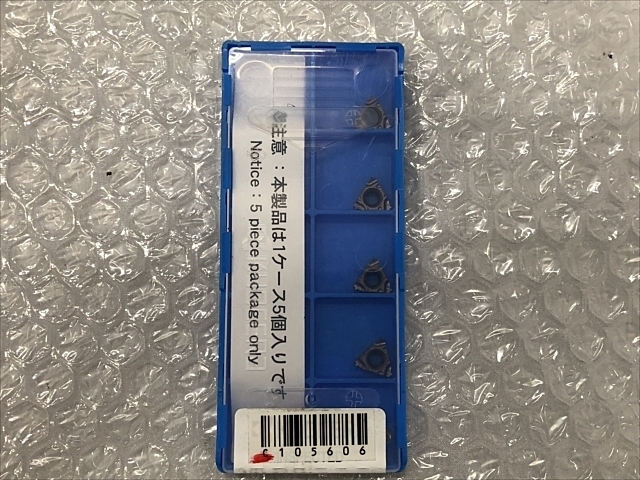 注意：本製品は1ケース5個入りです
Notice : 5 piece package only
C105606